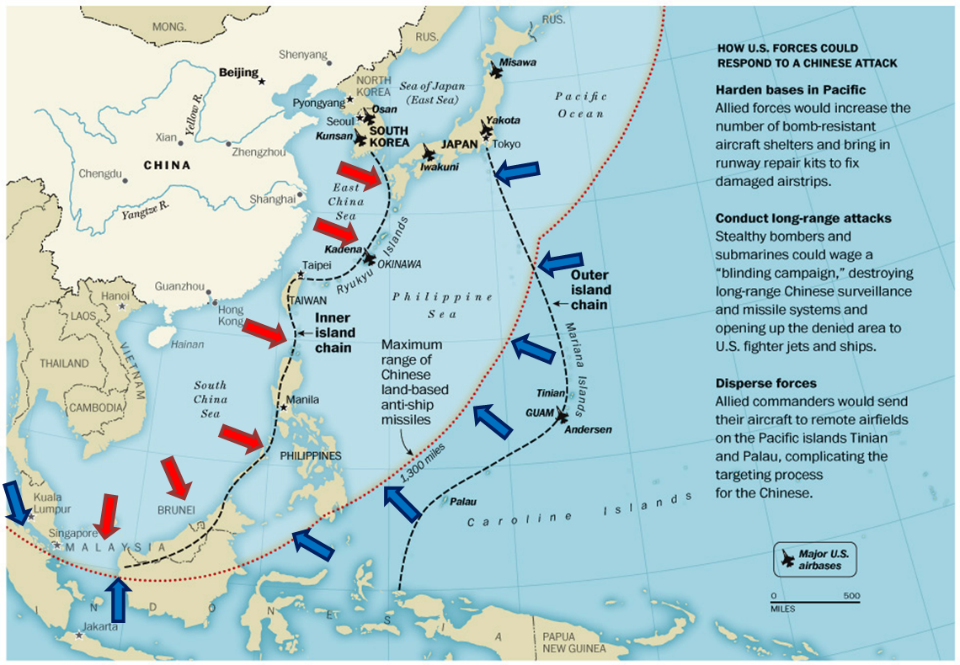 MONG.
RUS.
RUS.
Shenyang
Beijing
NORTH
KOREA
Sea of Japan
(East Sea)
Misawa
Pyongyang
Osan
Seoul
SOUTH
KOREA
Kunsan
Yellow R.
Xian
Zhengzhou
CHINA
Chengdu
Yangtze R.
Shanghai
JAPAN
Yakota
Tokyo
Iwakuni
Pacific
Ocean
East
China
Sea
Kadena
OKINAWA
Ryukyu Islands
Taipei
TAIWAN
Guangzhou
Hong
Kong
Hanoi
LAOS
Hainan
THAILAND
VIETNAM
CAMBODIA
Inner
island
chain
Philippine
Sea
Outer
island
chain
Mariana Islands
Maximum
range of
Chinese
land-based
anti-ship
missiles
1,300 miles
South
China
Sea
Manila
PHILIPPINES
Tinian
GUAM
Andersen
Palau
Caroline Islands
Kuala
Lumpur
BRUNEI
Singapore
MALAYSIA
INDONESIA
Jakarta
PAPUA
NEW GUINEA
HOW U.S. FORCES COULD
RESPOND TO A CHINESE ATTACK
Harden bases in Pacific
Allied forces would increase the
number of bomb-resistant
aircraft shelters and bring in
runway repair kits to fix
damaged airstrips.
Conduct long-range attacks
Stealthy bombers and
submarines could wage a
“blinding campaign,” destroying
long-range Chinese surveillance
and missile systems and
opening up the denied area to
U.S. fighter jets and ships.
Disperse forces
Allied commanders would send
their aircraft to remote airfields
on the Pacific islands Tinian
and Palau, complicating the
targeting process
for the Chinese.
Major U.S.
airbases
0 500
MILES